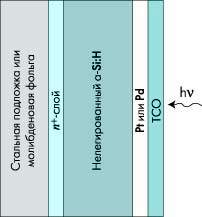 Стальная подложка или
молибденовая фольга
n⁺-слой
Нелегированный α-Si:H
Pt или Pd
TCO
hν